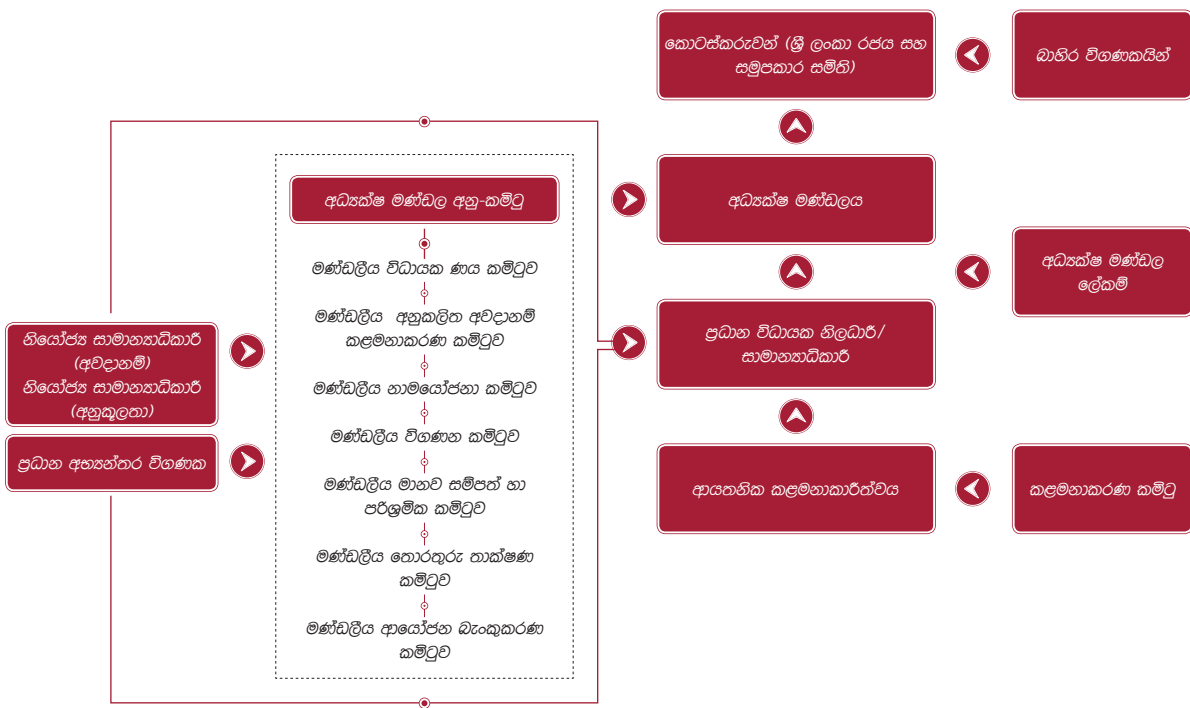 කොටස්කරුවන් (ශ්‍රී ලංකා රජය සහ
සමුපකාර සමිති)
බාහිර විගණකයින්
අධ්‍යක්ෂ මණ්ඩල අනු-කමිටු
අධ්‍යක්ෂ මණ්ඩලය
මණ්ඩලීය විධායක ණය කමිටුව
අධ්‍යක්ෂ මණ්ඩල
ලේකම්
මණ්ඩලීය අනුකලිත අවදානම්
කළමනාකරණ කමිටුව
නියෝජ්‍ය සාමාන්‍යාධිකාරී
(අවදානම්)
නියෝජ්‍ය සාමාන්‍යාධිකාරී
(අනුකූලතා)
ප්‍රධාන විධායක නිලධාරී/
සාමාන්‍යාධිකාරී
මණ්ඩලීය නාමයෝජනා කමිටුව
මණ්ඩලීය විගණන කමිටුව
ප්‍රධාන අභ්‍යන්තර විගණක
මණ්ඩලීය මානව සම්පත් හා
පරිශ්‍රමික කමිටුව
ආයතනික කළමනාකාරීත්වය
කළමනාකරණ කමිටු
මණ්ඩලීය තොරතුරු තාක්ෂණ
කමිටුව
මණ්ඩලීය ආයෝජන බැංකුකරණ
කමිටුව